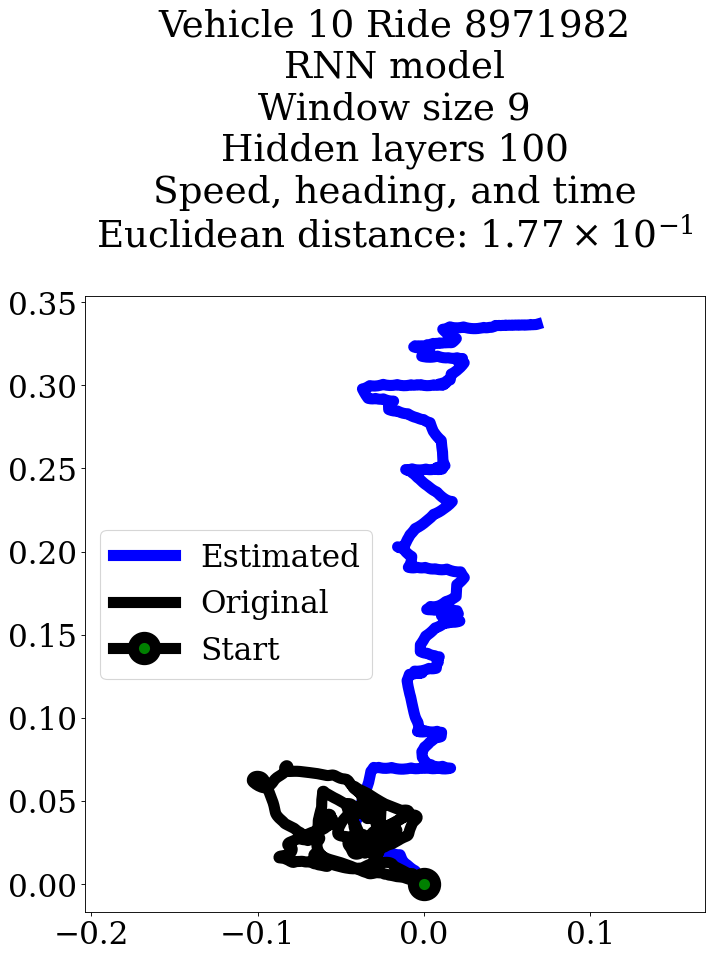 Vehicle 10 Ride 8971982
RNN model
Window size 9
Hidden layers 100
Speed, heading, and time
Euclidean distance: 1.77 × 10⁻¹
0.35
0.30
0.25
0.20
0.15
0.10
0.05
0.00
Estimated
Original
Start
−0.2 −0.1 0.0 0.1